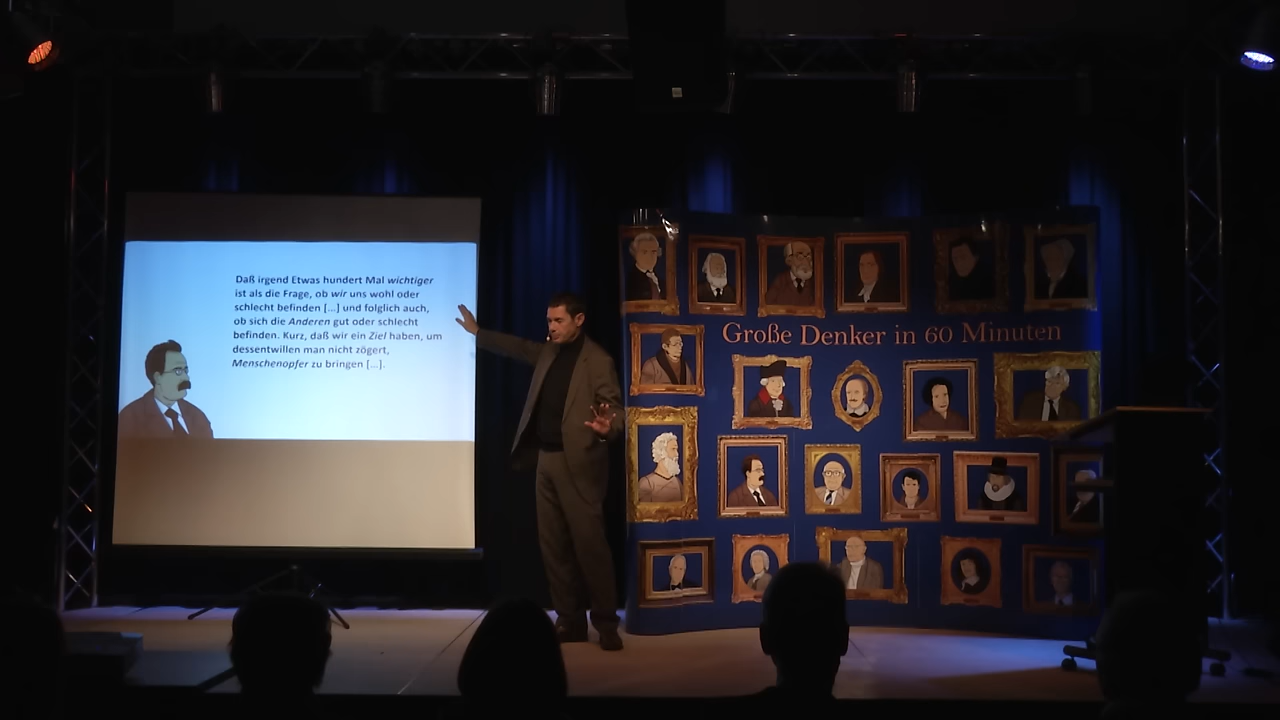 Daß irgend Etwas hundert Mal wichtiger
ist als die Frage, ob wir uns wohl oder
schlecht befinden [...] und folglich auch,
ob sich die Anderen gut oder schlecht
befinden. Kurz, daß wir ein Ziel haben, um
dessentwillen man nicht zögert,
Menschenopfer zu bringen [...].
Große Denker in 60 Minuten